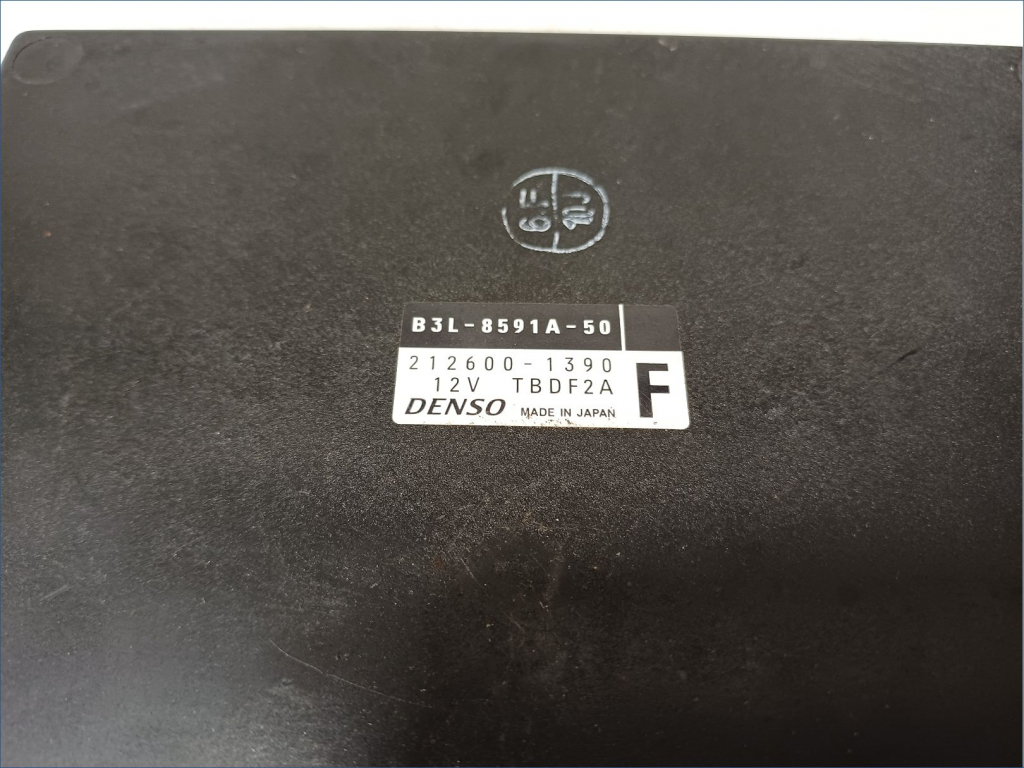 B3L-8591A-50
212600-1390
12V TBDF2A
DENSO MADE IN JAPAN
F